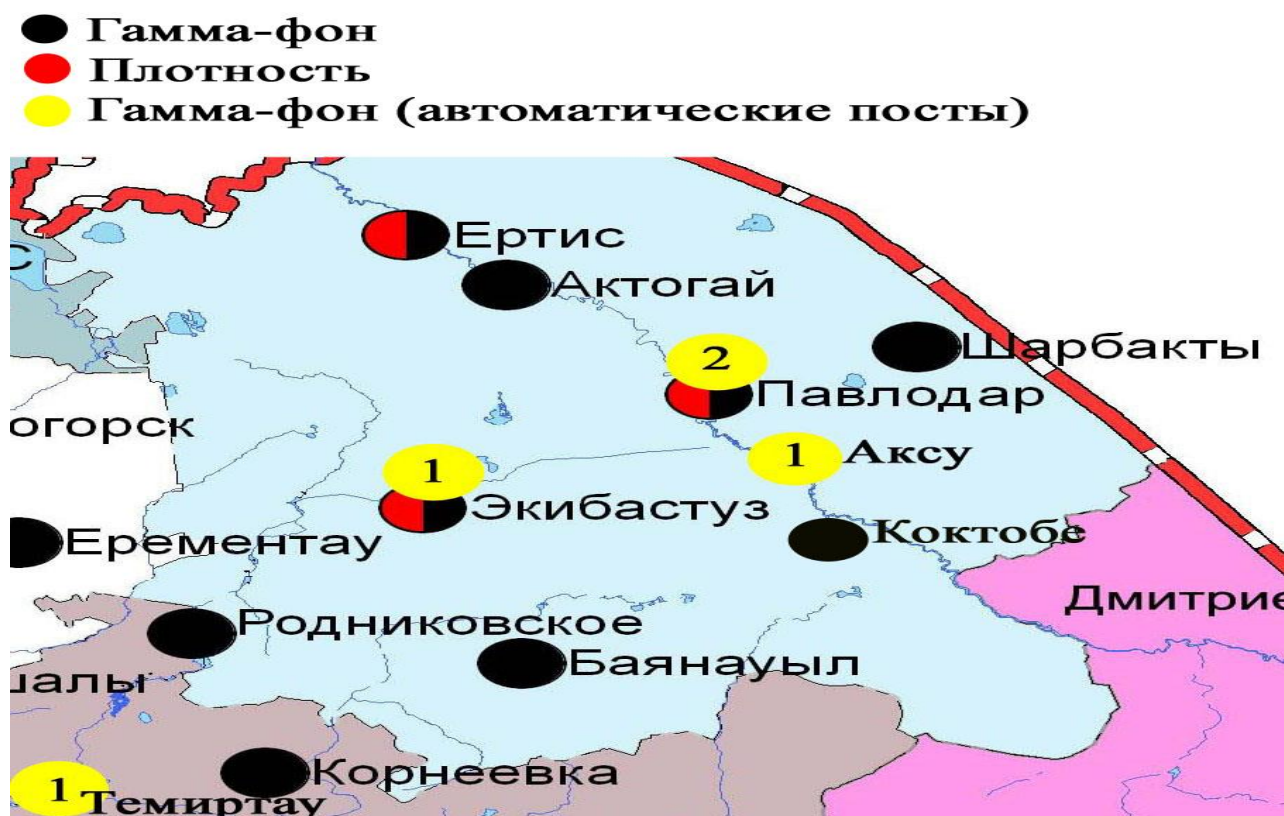 Гамма-фон
Плотность
Гамма-фон (автоматические посты)
Ертис
С
Актогай
Шарбакты
2
Павлодар
огорск
1
Аксу
1
Экибастуз
Коктобе
Ерементау
Дмитрие
Родниковское
Баянауыл
шалы
Корнеевка
1
Темиртау